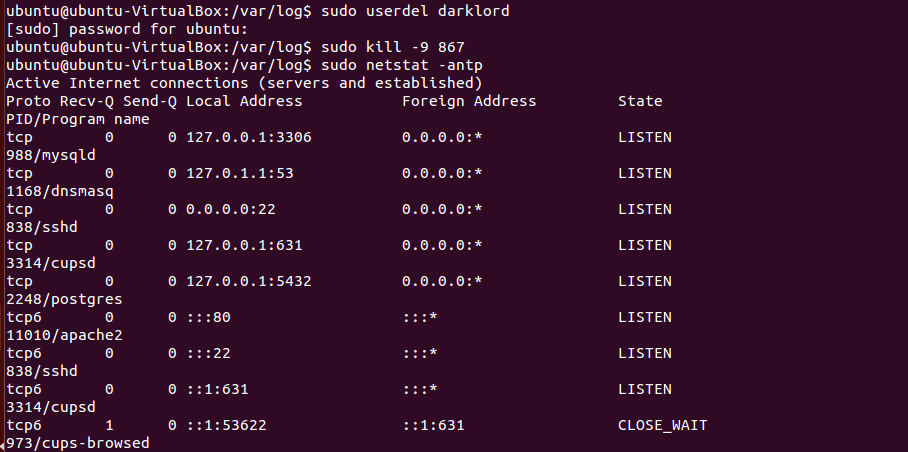 ubuntu@ubuntu-VirtualBox:/var/log$ sudo userdel darklord
[sudo] password for ubuntu:
ubuntu@ubuntu-VirtualBox:/var/log$ sudo kill -9 867
ubuntu@ubuntu-VirtualBox:/var/log$ sudo netstat -antp
Active Internet connections (servers and established)
Proto Recv-Q Send-Q Local Address           Foreign Address         State
PID/Program name
tcp        0      0 127.0.0.1:3306          0.0.0.0:*               LISTEN
988/mysqld
tcp        0      0 127.0.1.1:53            0.0.0.0:*               LISTEN
1168/dnsmasq
tcp        0      0 0.0.0.0:22              0.0.0.0:*               LISTEN
838/sshd
tcp        0      0 127.0.0.1:631           0.0.0.0:*               LISTEN
3314/cupsd
tcp        0      0 127.0.0.1:5432          0.0.0.0:*               LISTEN
2248/postgres
tcp6       0      0 :::80                   :::*                    LISTEN
11010/apache2
tcp6       0      0 :::22                   :::*                    LISTEN
838/sshd
tcp6       0      0 ::1:631                 :::*                    LISTEN
3314/cupsd
tcp6       1      0 ::1:53622               ::1:631                 CLOSE_WAIT
973/cups-browsed